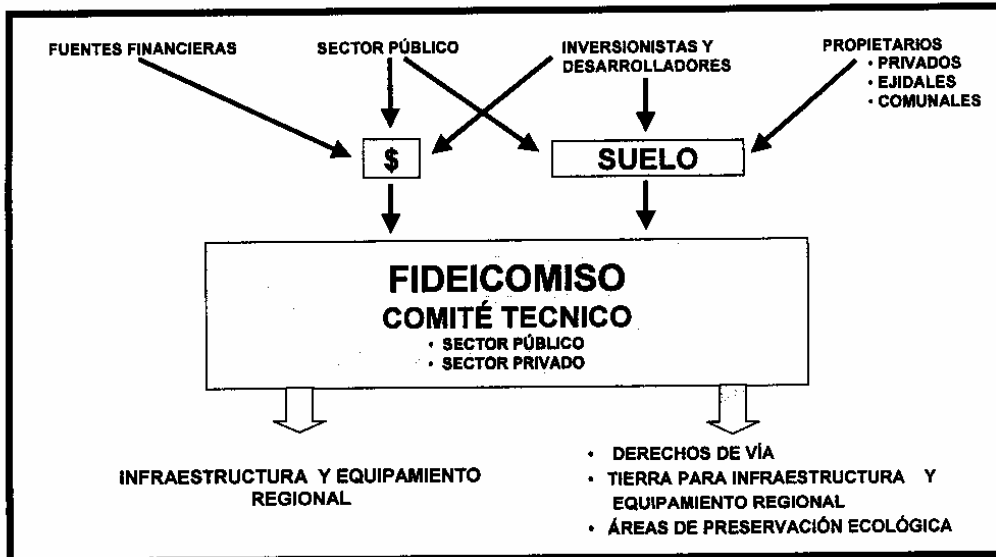 FUENTES FINANCIERAS
SECTOR PÚBLICO
INVERSIONISTAS Y
DESARROLLADORES
PROPIETARIOS
• PRIVADOS
• EJIDALES
• COMUNALES
$
SUELO
FIDEICOMISO
COMITÉ TECNICO
• SECTOR PÚBLICO
• SECTOR PRIVADO
INFRAESTRUCTURA Y EQUIPAMIENTO
REGIONAL
• DERECHOS DE VÍA
• TIERRA PARA INFRAESTRUCTURA Y
EQUIPAMIENTO REGIONAL
• ÁREAS DE PRESERVACIÓN ECOLÓGICA